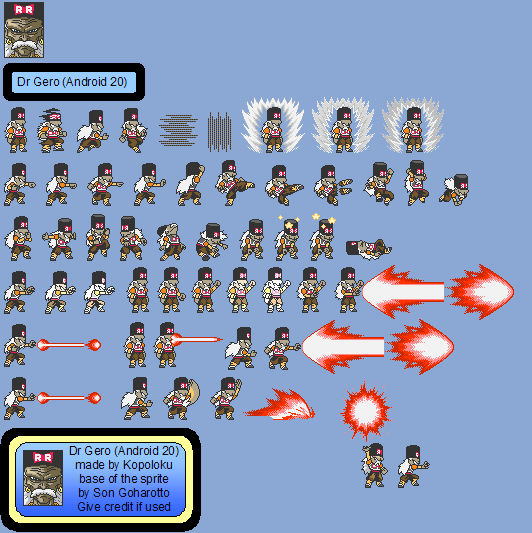 RR
Dr Gero (Android 20)
RR
Dr Gero (Android 20)
made by Kopoloku
base of the sprite
by Son Goharotto
Give credit if used